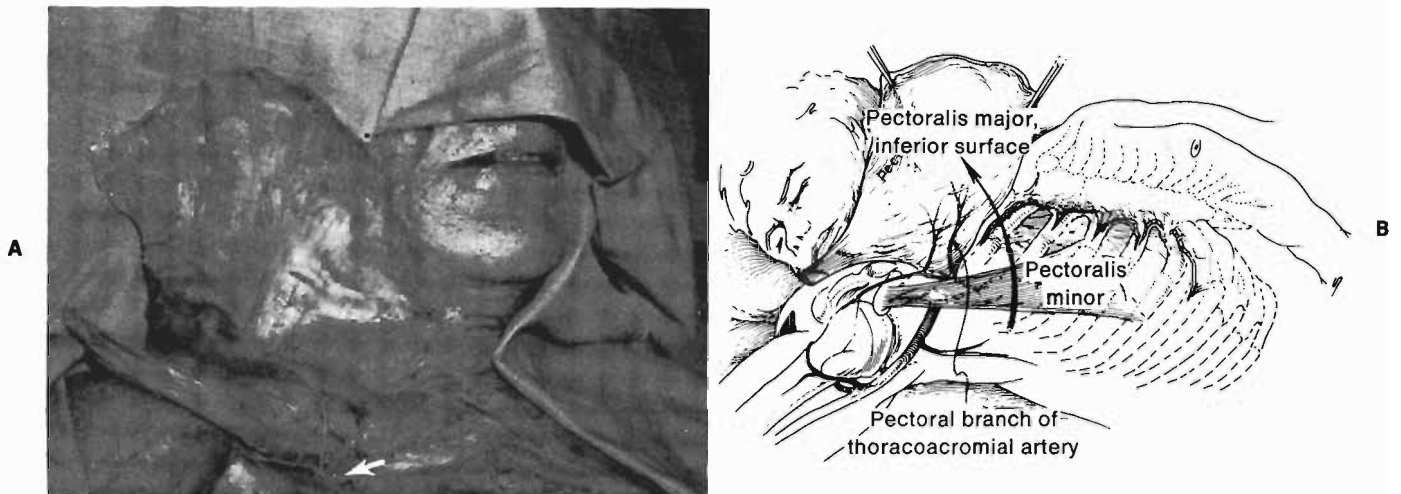 A
Pectoralis major,
inferior surface
Pectoralis
minor
Pectoral branch of
thoracoacromial artery
B